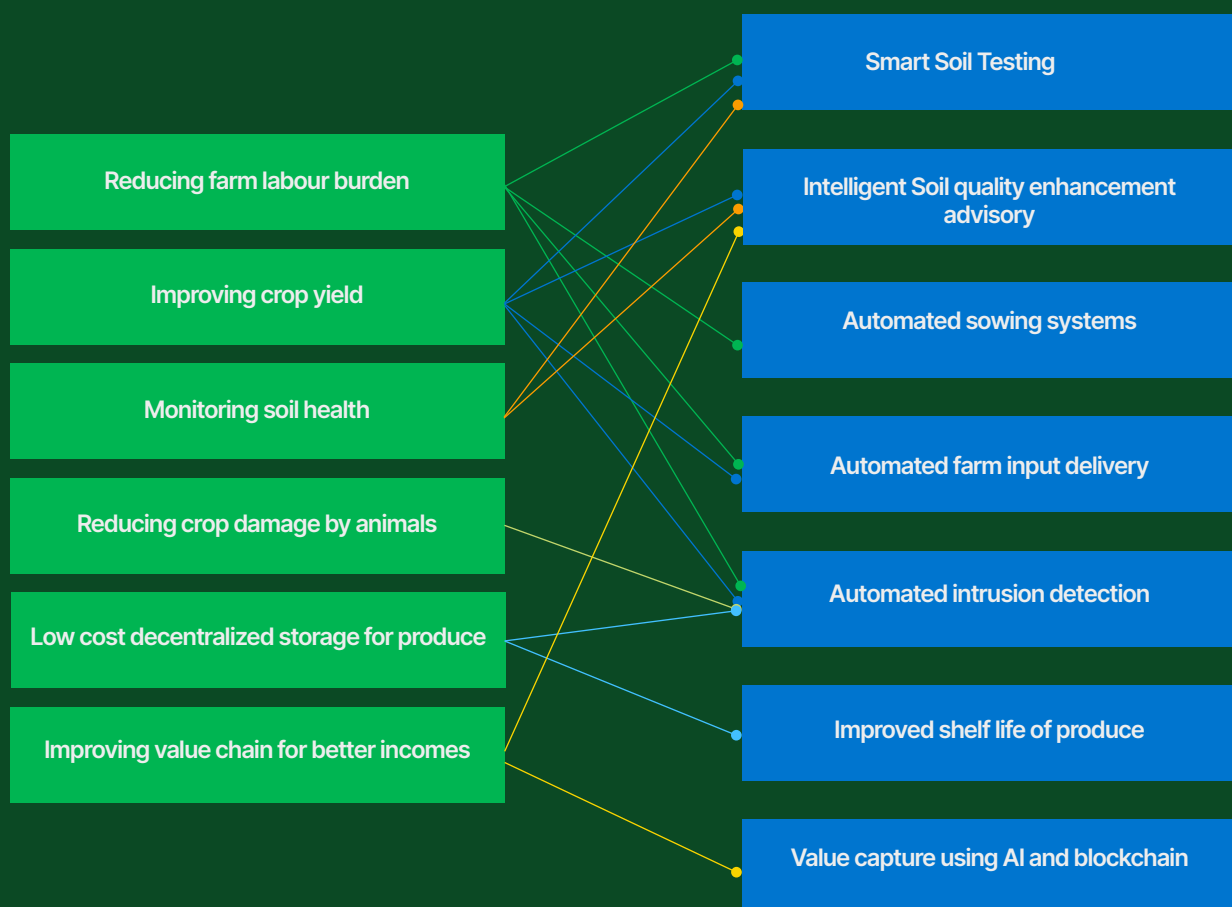 Reducing farm labour burden
Improving crop yield
Monitoring soil health
Reducing crop damage by animals
Low cost decentralized storage for produce
Improving value chain for better incomes
Smart Soil Testing
Intelligent Soil quality enhancement
advisory
Automated sowing systems
Automated farm input delivery
Automated intrusion detection
Improved shelf life of produce
Value capture using AI and blockchain